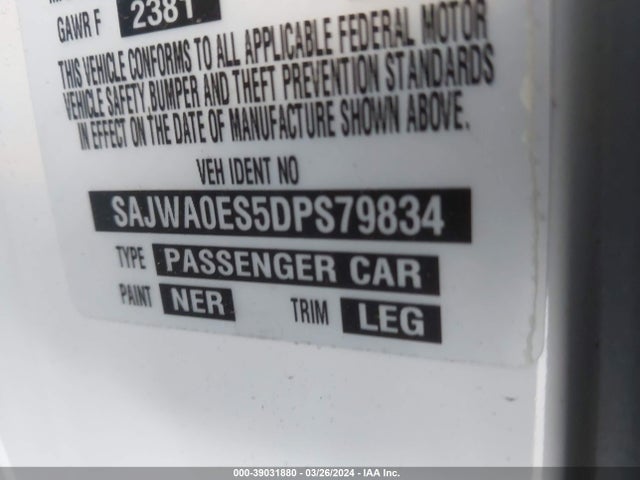 GAWR F 2381
THIS VEHICLE CONFORMS TO ALL APPLICABLE FEDERAL MOTOR
VEHICLE SAFETY, BUMPER AND THEFT PREVENTION STANDARDS
IN EFFECT ON THE DATE OF MANUFACTURE SHOWN ABOVE.
VEH IDENT NO
SAJWA0ES5DPS79834
TYPE PASSENGER CAR
PAINT NER TRIM LEG
000-39031880 - 03/26/2024 - IAA Inc.